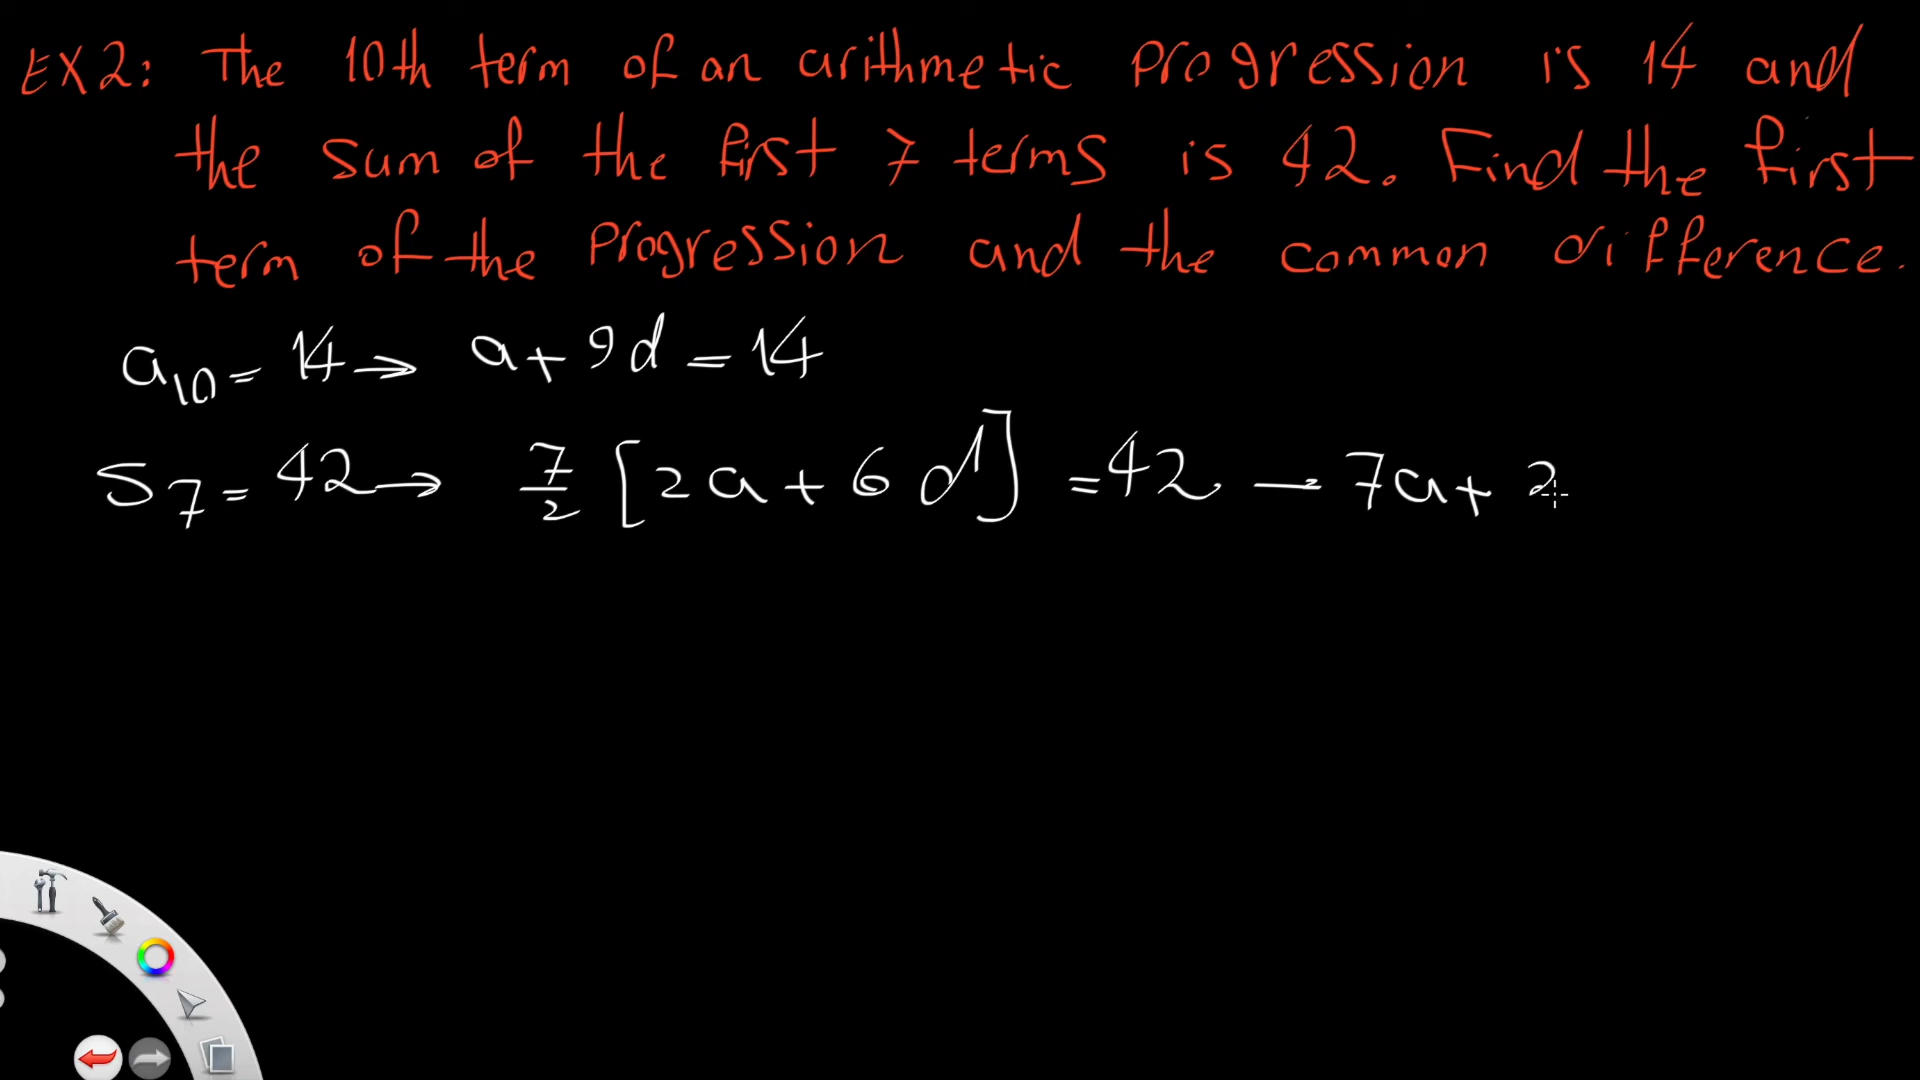 EX2: The 10th term of an arithmetic progression is 14 and
the sum of the first 7 terms is 42. Find the first
term of the progression and the common difference.
a₁₀ = 14 → a + 9d = 14
S₇ = 42 → 7/2 [2a + 6d] = 42 → 7a + 2